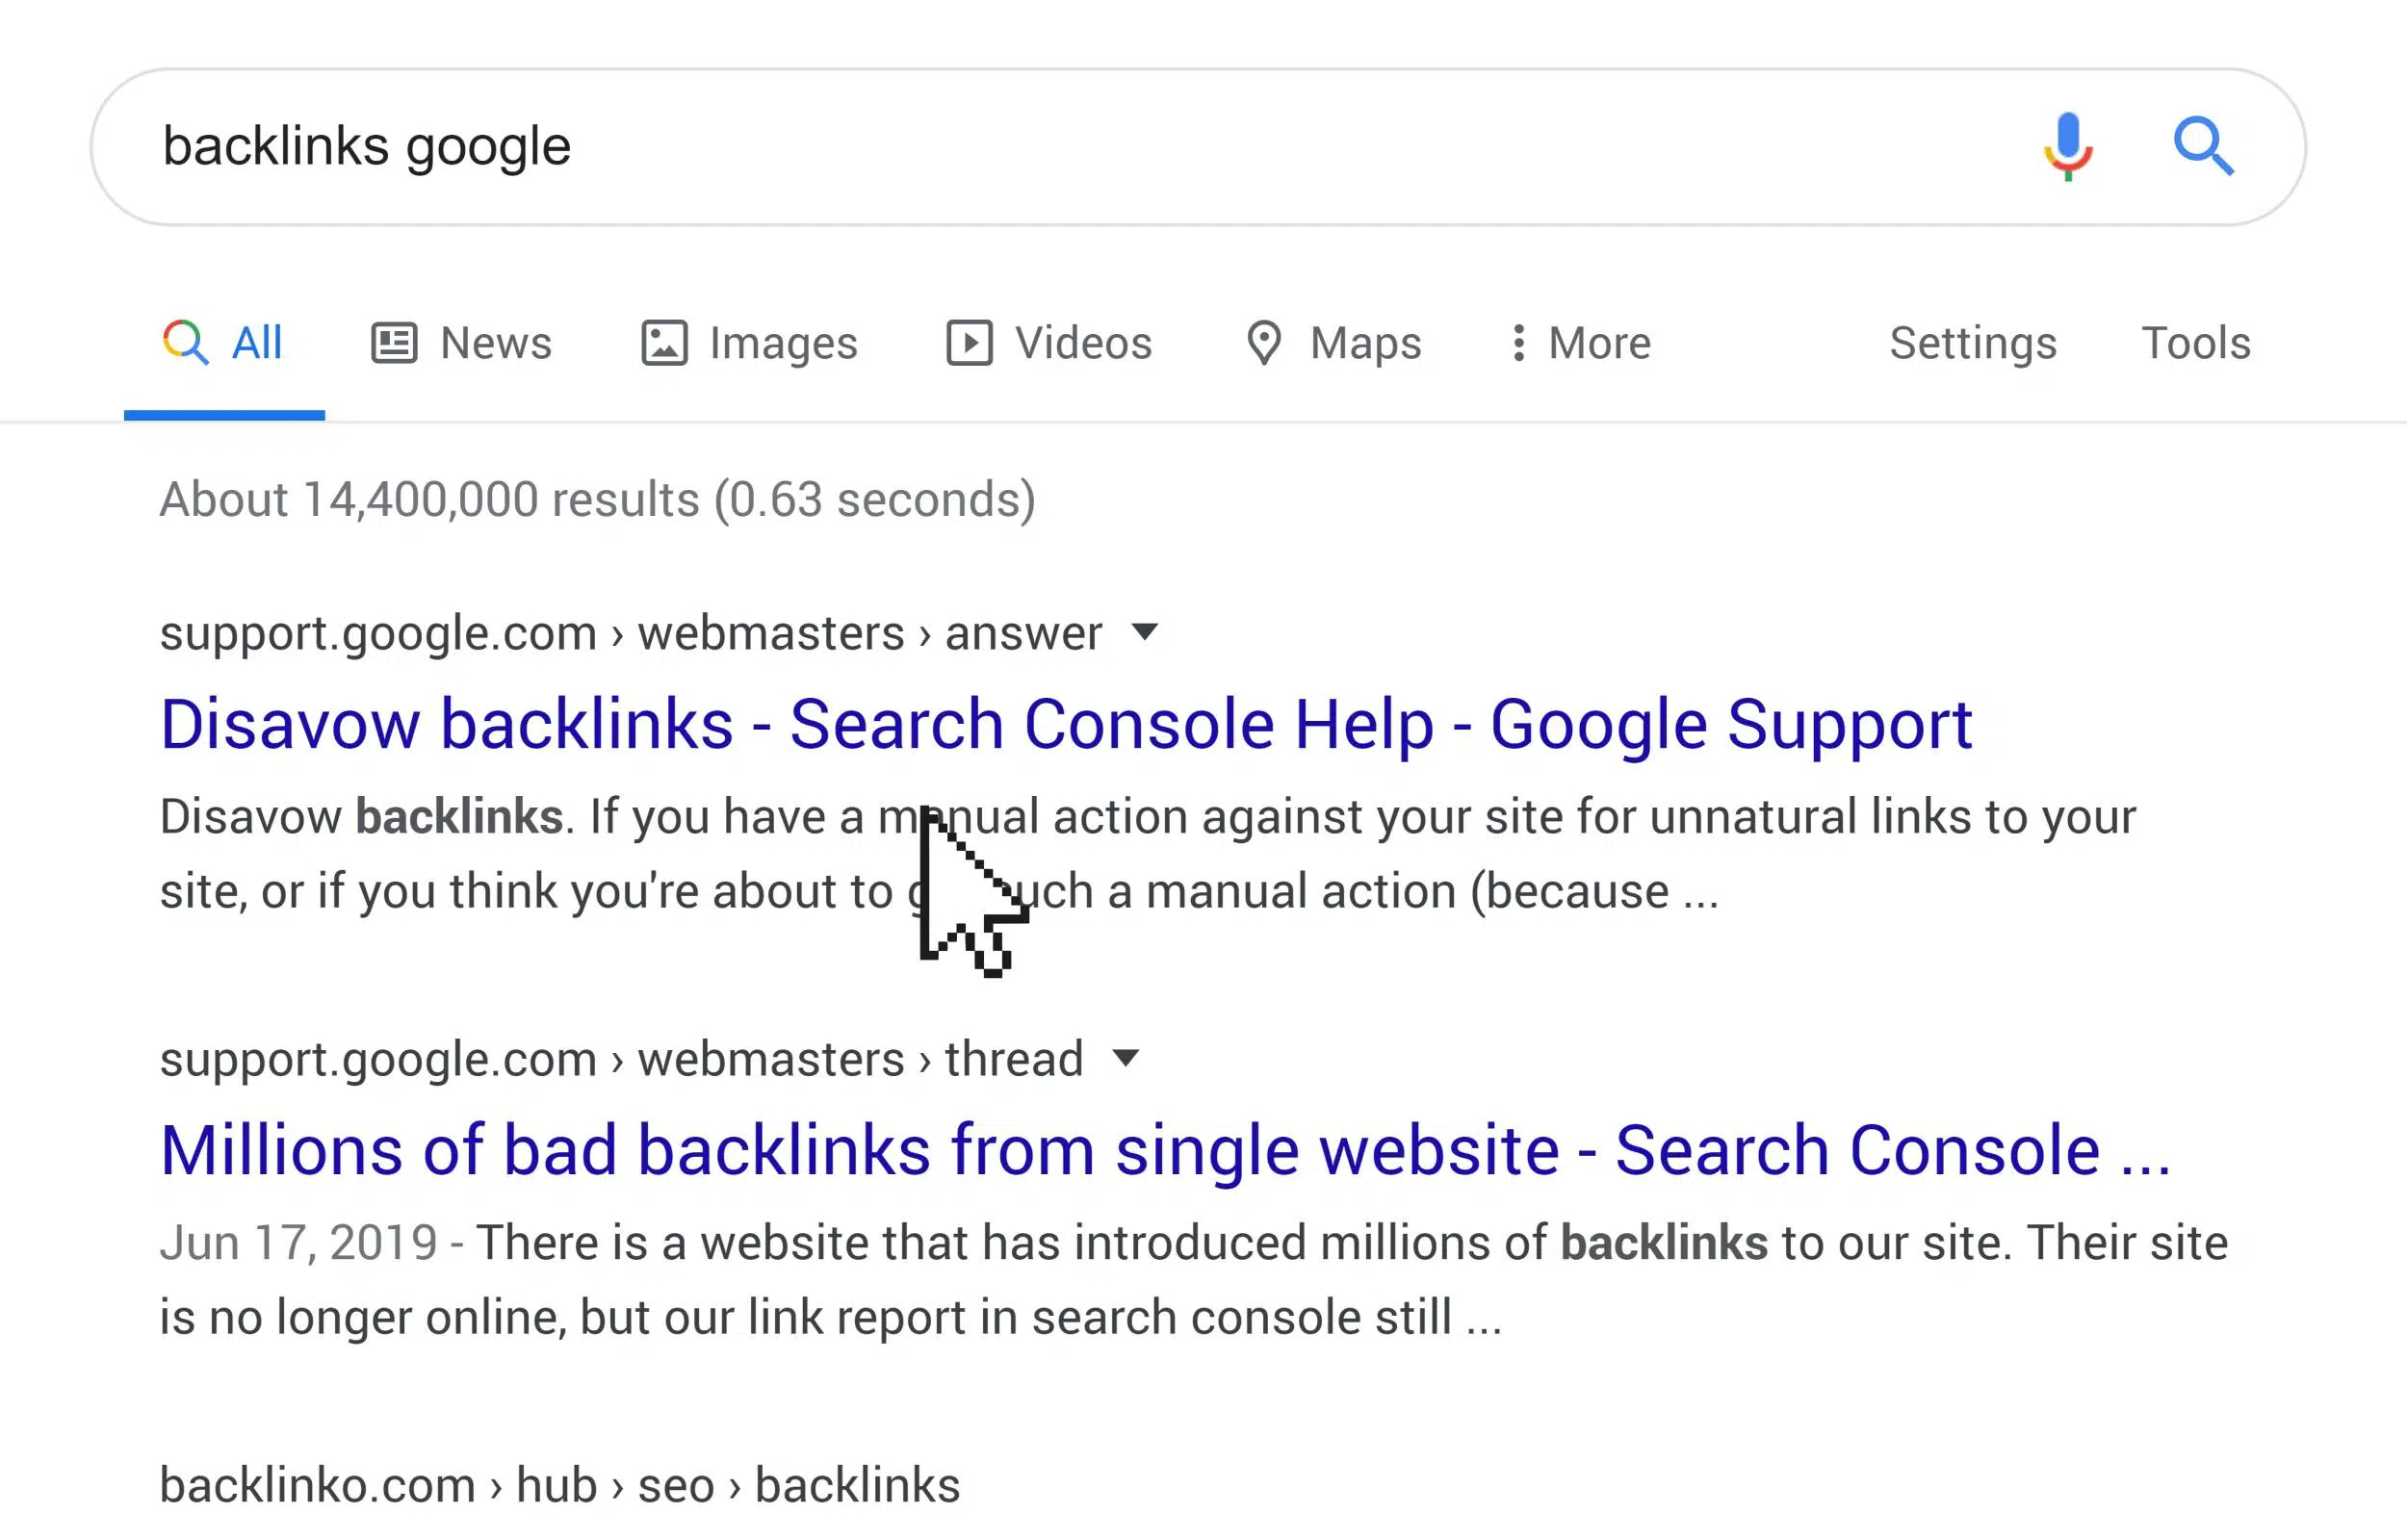 backlinks google
All News Images Videos Maps More Settings Tools
About 14,400,000 results (0.63 seconds)
support.google.com › webmasters › answer
Disavow backlinks - Search Console Help - Google Support
Disavow backlinks. If you have a manual action against your site for unnatural links to your
site, or if you think you're about to such a manual action (because ...
support.google.com › webmasters › thread
Millions of bad backlinks from single website - Search Console ...
Jun 17, 2019 - There is a website that has introduced millions of backlinks to our site. Their site
is no longer online, but our link report in search console still ...
backlinko.com › hub › seo › backlinks